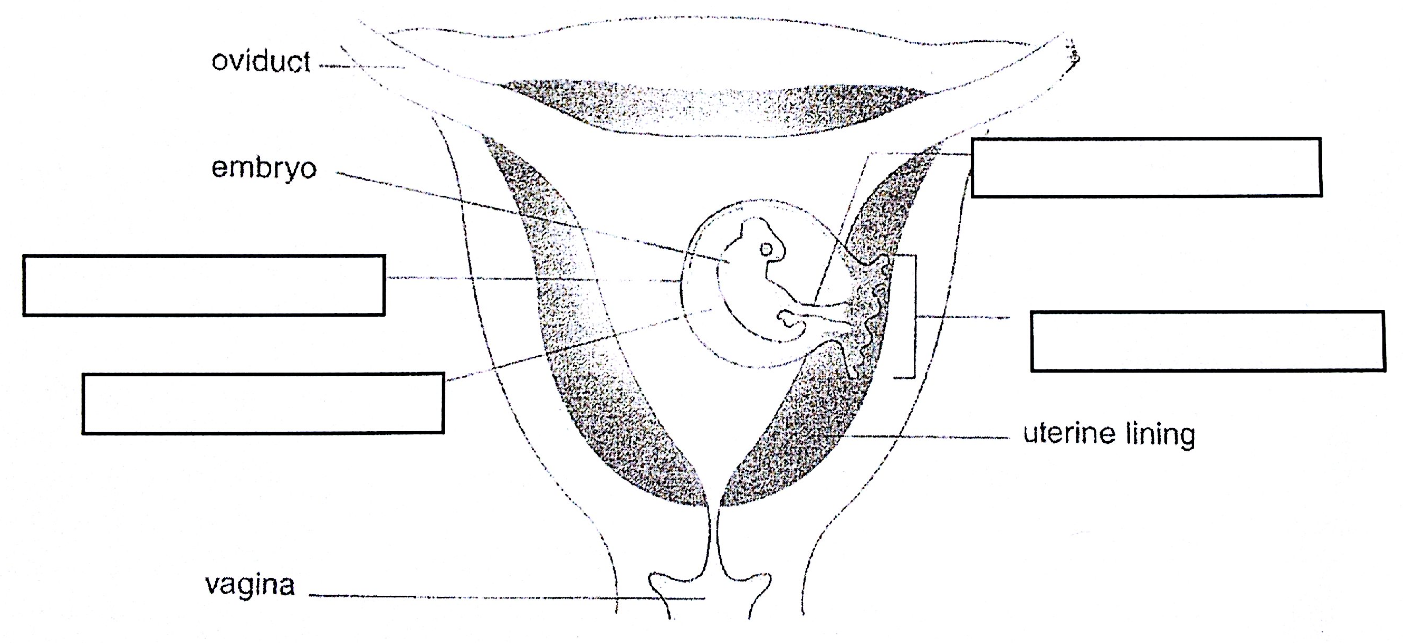 oviduct
embryo
uterine lining
vagina